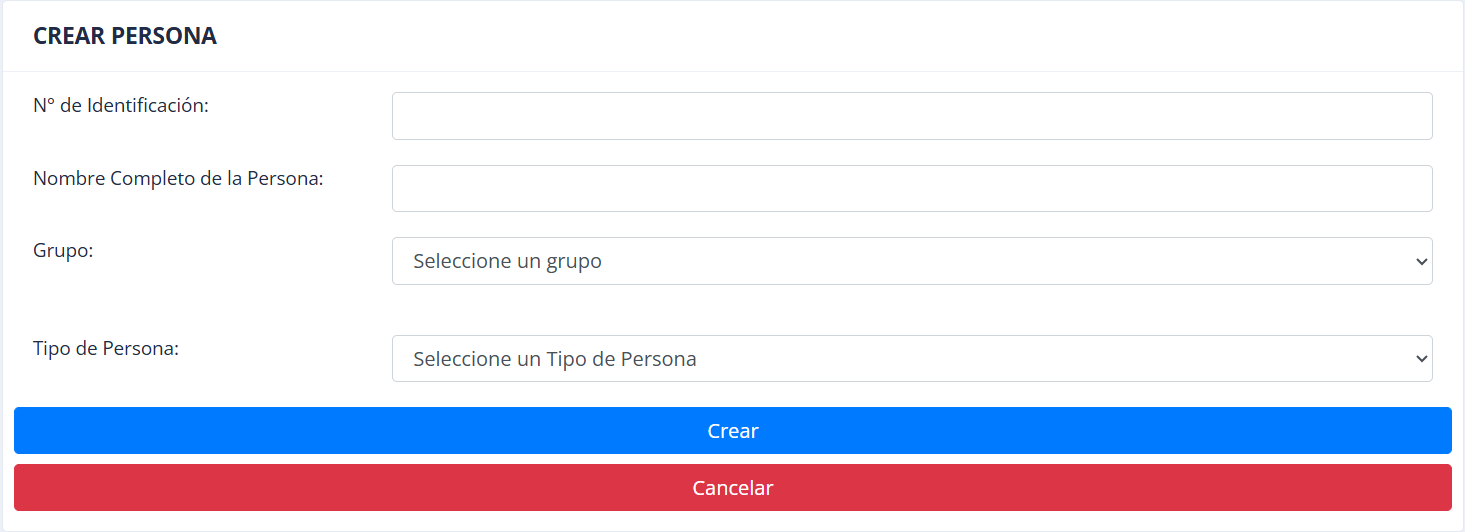 CREAR PERSONA
N° de Identificación:
Nombre Completo de la Persona:
Grupo:
Seleccione un grupo
Tipo de Persona:
Seleccione un Tipo de Persona
Crear
Cancelar